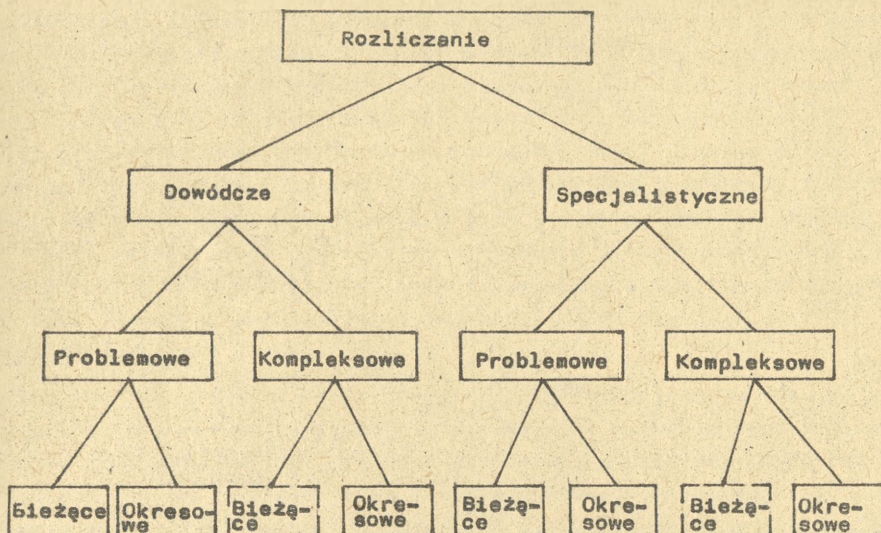 Rozliczanie
Dowódcze
Specjalistyczne
Problemowe
Kompleksowe
Problemowe
Kompleksowe
Bieżące
Okreso-
we
Bieżą-
ce
Okre-
sowe
Bieżą-
ce
Okre-
sowe
Bieżą-
ce
Okre-
sowe